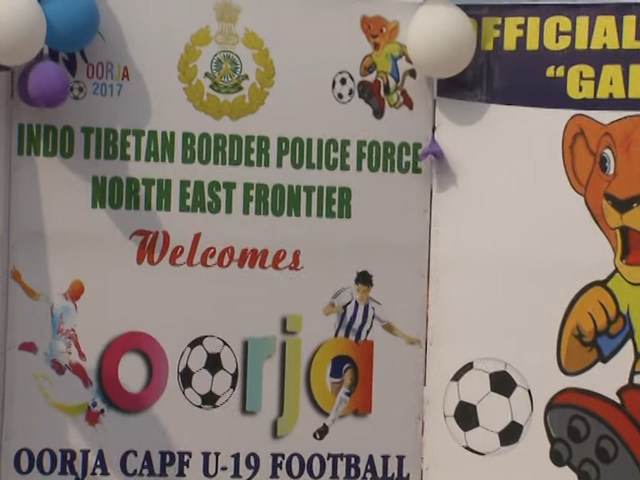 OORJA
2017
INDO TIBETAN BORDER POLICE FORCE
NORTH EAST FRONTIER
Welcomes
oorja
OORJA CAPF U-19 FOOTBALL
OFFICIAL
"GA